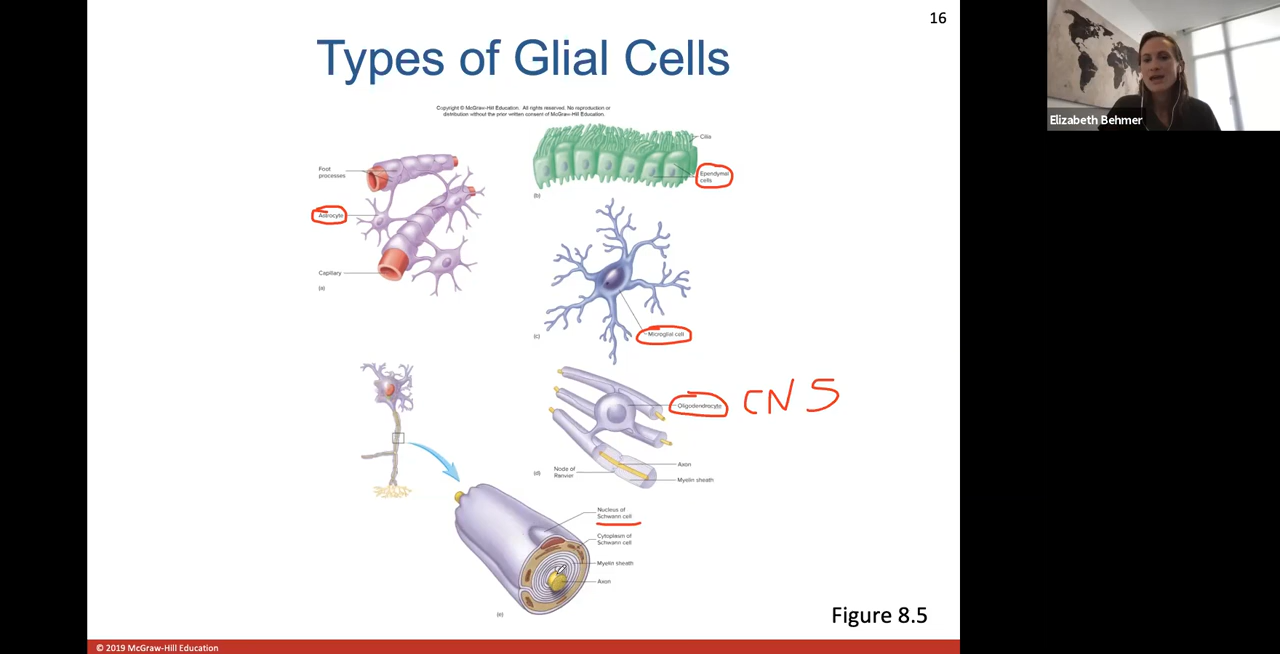 16
Types of Glial Cells
Copyright © McGraw-Hill Education. All rights reserved. No reproduction or
distribution without the prior written consent of McGraw-Hill Education.
Elizabeth Behmer
Foot
processes
Astrocyte
Capillary
(a)
Cilia
Ependymal
cells
(b)
Microglial cell
(c)
Oligodendrocyte
CNS
Axon
Node of
Ranvier
Myelin sheath
(d)
Nucleus of
Schwann cell
Cytoplasm of
Schwann cell
Myelin sheath
Axon
(e)
Figure 8.5
© 2019 McGraw-Hill Education